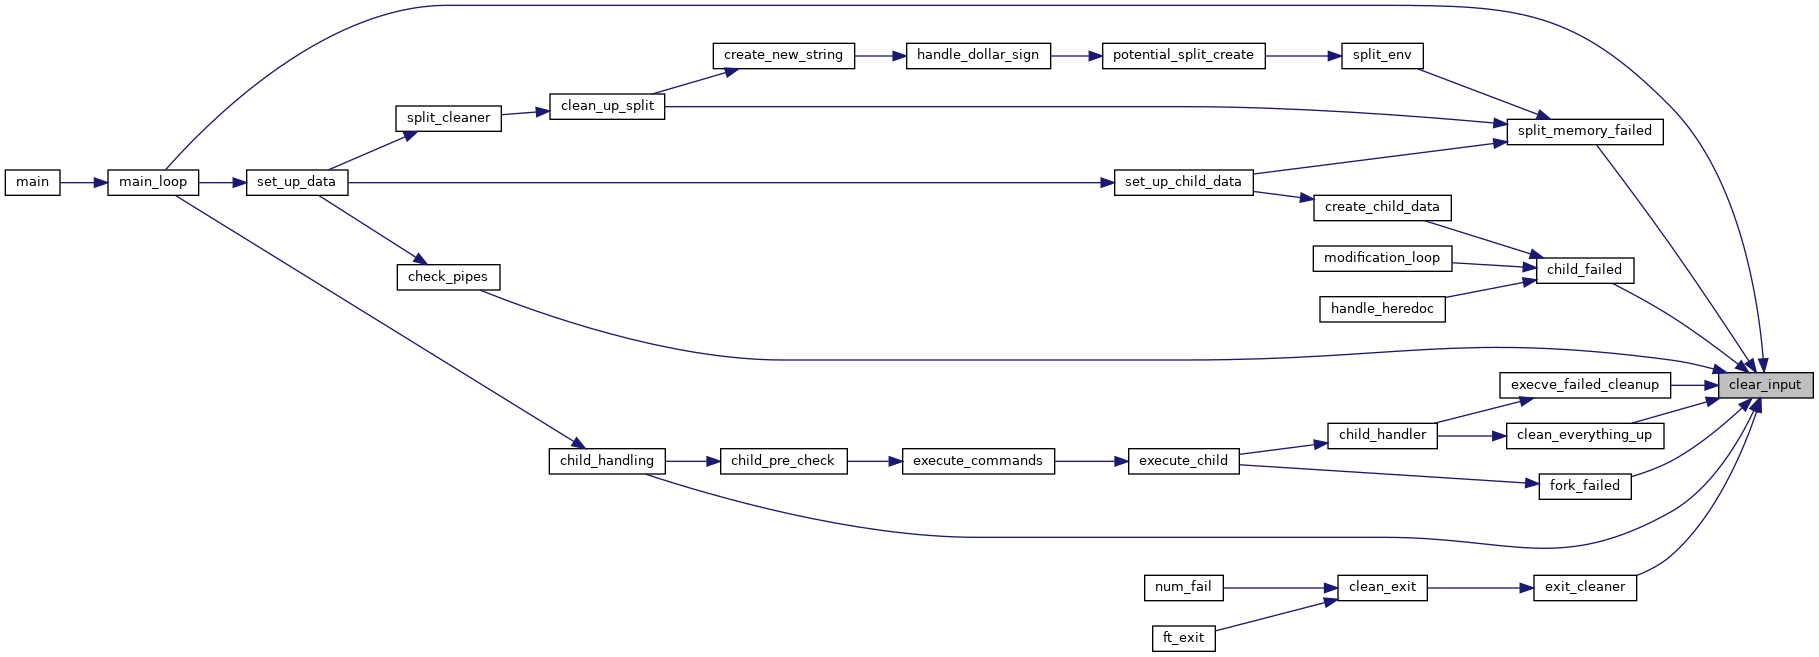 create_new_string
handle_dollar_sign
potential_split_create
split_env
clean_up_split
split_cleaner
split_memory_failed
main
main_loop
set_up_data
set_up_child_data
create_child_data
modification_loop
check_pipes
child_failed
handle_heredoc
execve_failed_cleanup
clear_input
child_handler
clean_everything_up
child_handling
child_pre_check
execute_commands
execute_child
fork_failed
num_fail
clean_exit
exit_cleaner
ft_exit